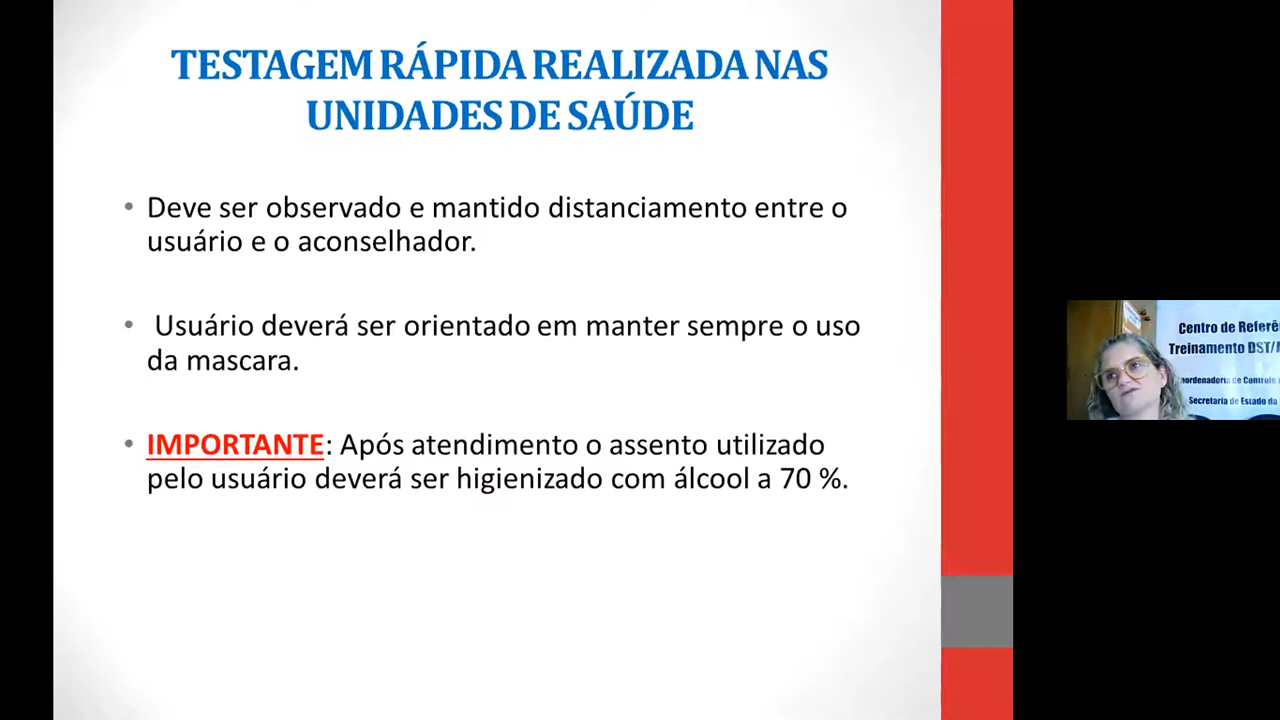 TESTAGEM RÁPIDA REALIZADA NAS
UNIDADES DE SAÚDE
• Deve ser observado e mantido distanciamento entre o
usuário e o aconselhador.
• Usuário deverá ser orientado em manter sempre o uso
da mascara.
• IMPORTANTE: Após atendimento o assento utilizado
pelo usuário deverá ser higienizado com álcool a 70 %.
Centro de Referê
Treinamento DST/
oordenadoria de Controle
Secretaria de Estado da